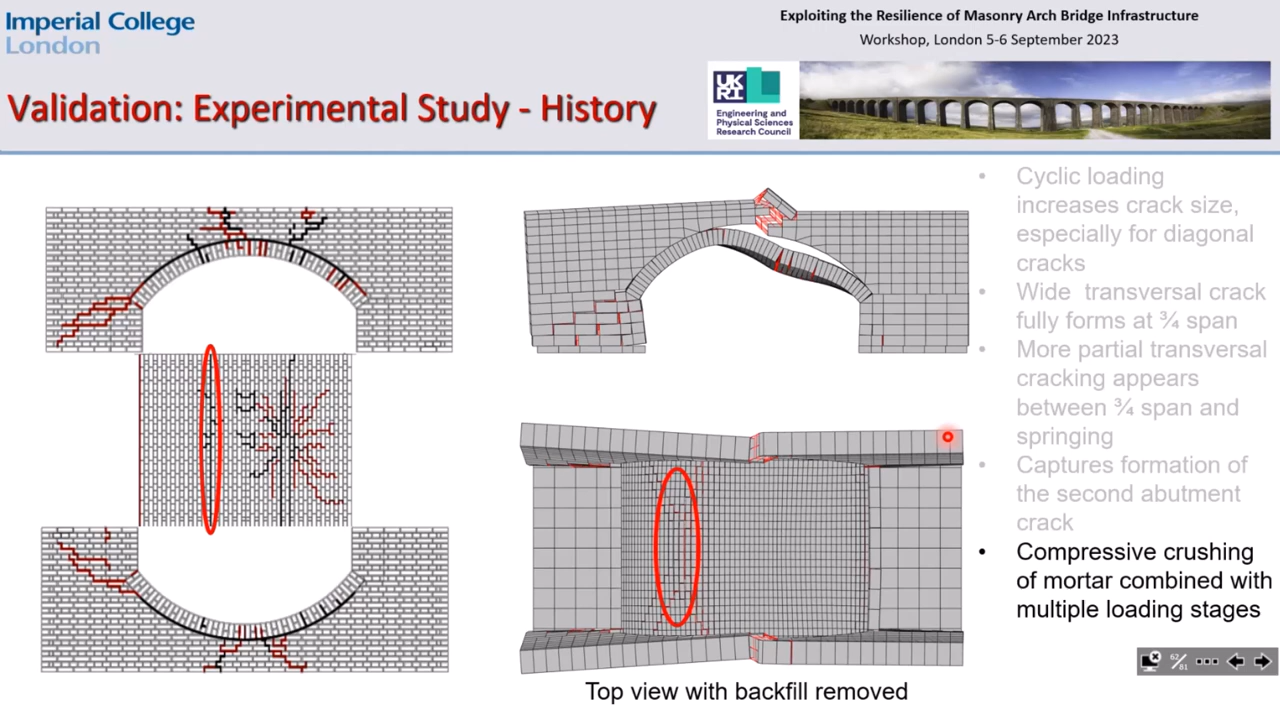 Imperial College
London
Exploiting the Resilience of Masonry Arch Bridge Infrastructure
Workshop, London 5-6 September 2023
Validation: Experimental Study - History
UK
RI
Engineering and
Physical Sciences
Research Council
• Cyclic loading
increases crack size,
especially for diagonal
cracks
• Wide transversal crack
fully forms at ¾ span
• More partial transversal
cracking appears
between ¾ span and
springing
• Captures formation of
the second abutment
crack
• Compressive crushing
of mortar combined with
multiple loading stages
62/81
Top view with backfill removed